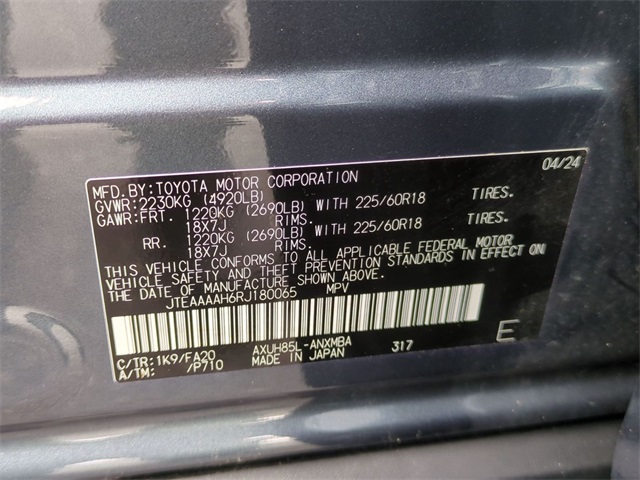 04/24
MFD.BY:TOYOTA MOTOR CORPORATION
GVWR:2230KG (4920LB)
GAWR:FRT. 1220KG (2690LB) WITH 225/60R18 TIRES.
18X7J RIMS.
RR. 1220KG (2690LB) WITH 225/60R18 TIRES.
18X7J RIMS.
THIS VEHICLE CONFORMS TO ALL APPLICABLE FEDERAL MOTOR
VEHICLE SAFETY AND THEFT PREVENTION STANDARDS IN EFFECT ON
THE DATE OF MANUFACTURE SHOWN ABOVE.
JTEAAAAH6RJ180065 MPV
C/TR:1K9/FA20 AXUH85L-ANXMBA 317 E
A/TM: /P710 MADE IN JAPAN